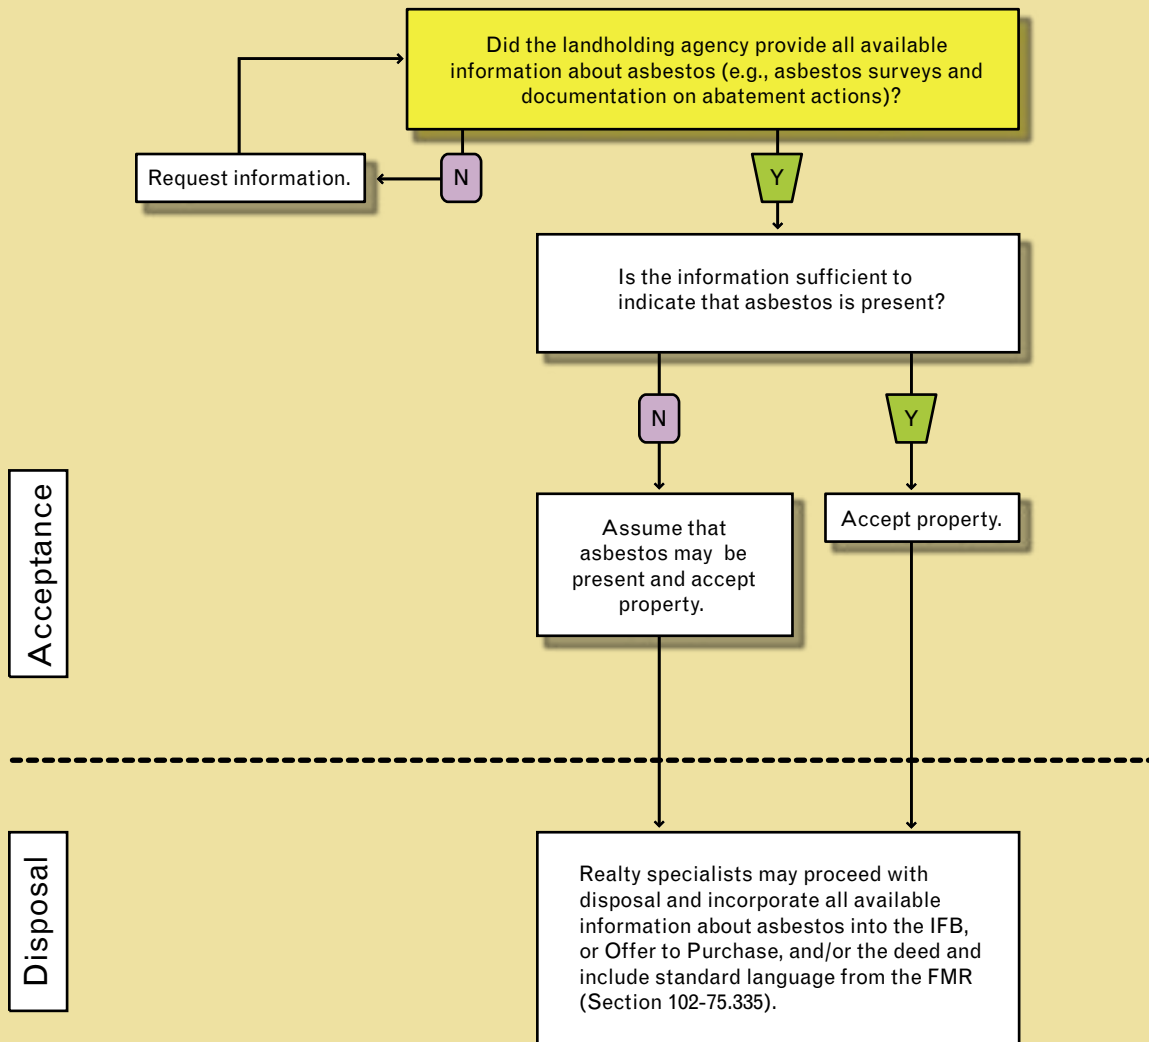 Did the landholding agency provide all available
information about asbestos (e.g., asbestos surveys and
documentation on abatement actions)?
Request information.
N
Y
Is the information sufficient to
indicate that asbestos is present?
N
Y
Acceptance
Assume that
asbestos may be
present and accept
property.
Accept property.
Disposal
Realty specialists may proceed with
disposal and incorporate all available
information about asbestos into the IFB,
or Offer to Purchase, and/or the deed and
include standard language from the FMR
(Section 102-75.335).